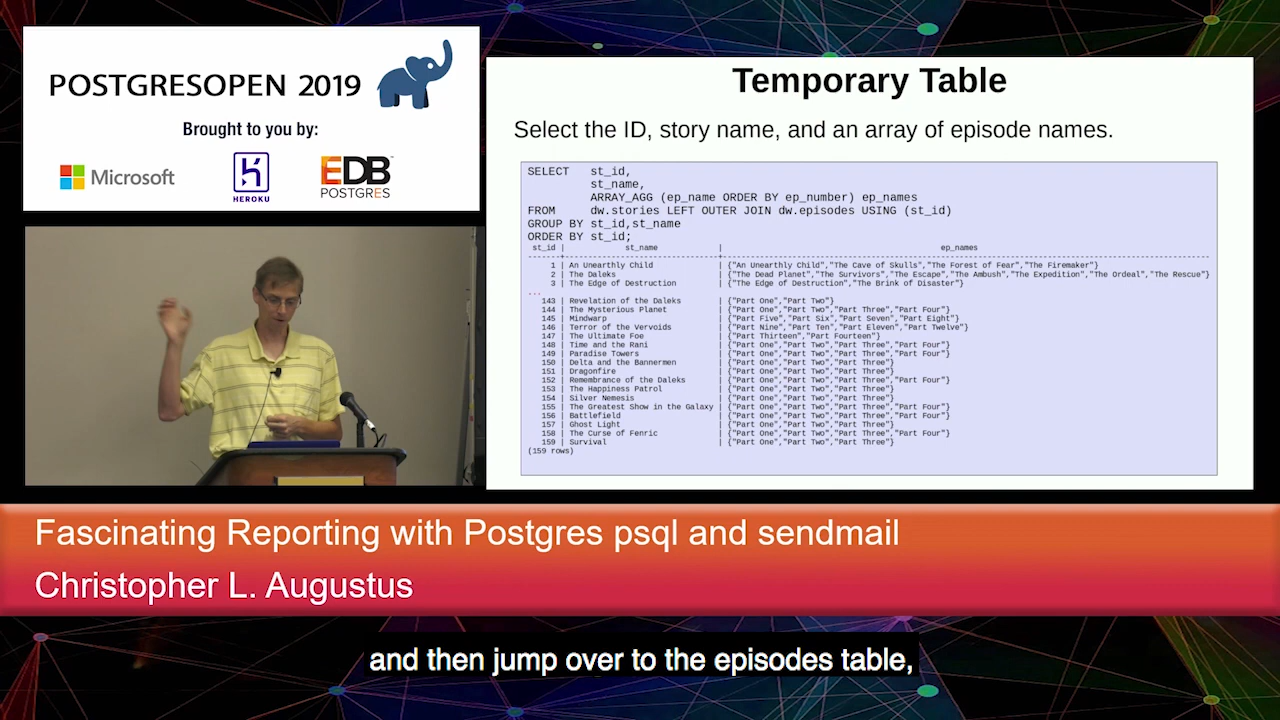 POSTGRESOPEN 2019
Brought to you by:
Microsoft
HEROKU
EDB
POSTGRES
Temporary Table
Select the ID, story name, and an array of episode names.
SELECT st_id,
st_name,
ARRAY_AGG (ep_name ORDER BY ep_number) ep_names
FROM dw.stories LEFT OUTER JOIN dw.episodes USING (st_id)
GROUP BY st_id,st_name
ORDER BY st_id;
st_id | st_name | ep_names
-------+-----------------------------------+-----------------------------------
1 | An Unearthly Child | {"An Unearthly Child","The Cave of Skulls","The Forest of Fear","The Firemaker"}
2 | The Daleks | {"The Dead Planet","The Survivors","The Escape","The Ambush","The Expedition","The Ordeal","The Rescue"}
3 | The Edge of Destruction | {"The Edge of Destruction","The Brink of Disaster"}
...
143 | Revelation of the Daleks | {"Part One","Part Two"}
144 | The Mysterious Planet | {"Part One","Part Two","Part Three","Part Four"}
145 | Mindwarp | {"Part Five","Part Six","Part Seven","Part Eight"}
146 | Terror of the Vervoids | {"Part Nine","Part Ten","Part Eleven","Part Twelve"}
147 | The Ultimate Foe | {"Part Thirteen","Part Fourteen"}
148 | Time and the Rani | {"Part One","Part Two","Part Three","Part Four"}
149 | Paradise Towers | {"Part One","Part Two","Part Three","Part Four"}
150 | Delta and the Bannermen | {"Part One","Part Two","Part Three"}
151 | Dragonfire | {"Part One","Part Two","Part Three"}
152 | Remembrance of the Daleks | {"Part One","Part Two","Part Three","Part Four"}
153 | The Happiness Patrol | {"Part One","Part Two","Part Three"}
154 | Silver Nemesis | {"Part One","Part Two","Part Three"}
155 | The Greatest Show in the Galaxy | {"Part One","Part Two","Part Three","Part Four"}
156 | Battlefield | {"Part One","Part Two","Part Three","Part Four"}
157 | Ghost Light | {"Part One","Part Two","Part Three"}
158 | The Curse of Fenric | {"Part One","Part Two","Part Three","Part Four"}
159 | Survival | {"Part One","Part Two","Part Three"}
(159 rows)
Fascinating Reporting with Postgres psql and sendmail
Christopher L. Augustus
and then jump over to the episodes table,